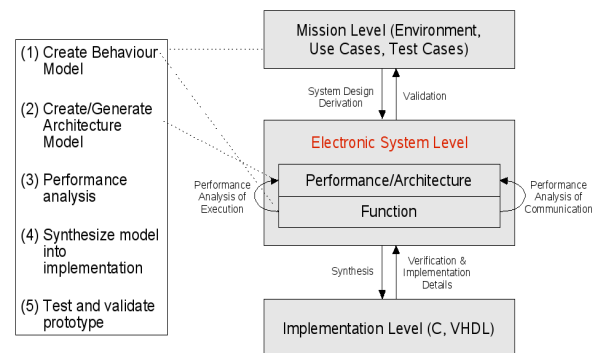 (1) Create Behaviour
Model
(2) Create/Generate
Architecture
Model
(3) Performance
analysis
(4) Synthesize model
into
implementation
(5) Test and validate
prototype
Mission Level (Environment,
Use Cases, Test Cases)
System Design
Derivation
Validation
Electronic System Level
Performance/Architecture
Function
Performance
Analysis of
Execution
Performance
Analysis of
Communication
Synthesis
Verification &
Implementation
Details
Implementation Level (C, VHDL)